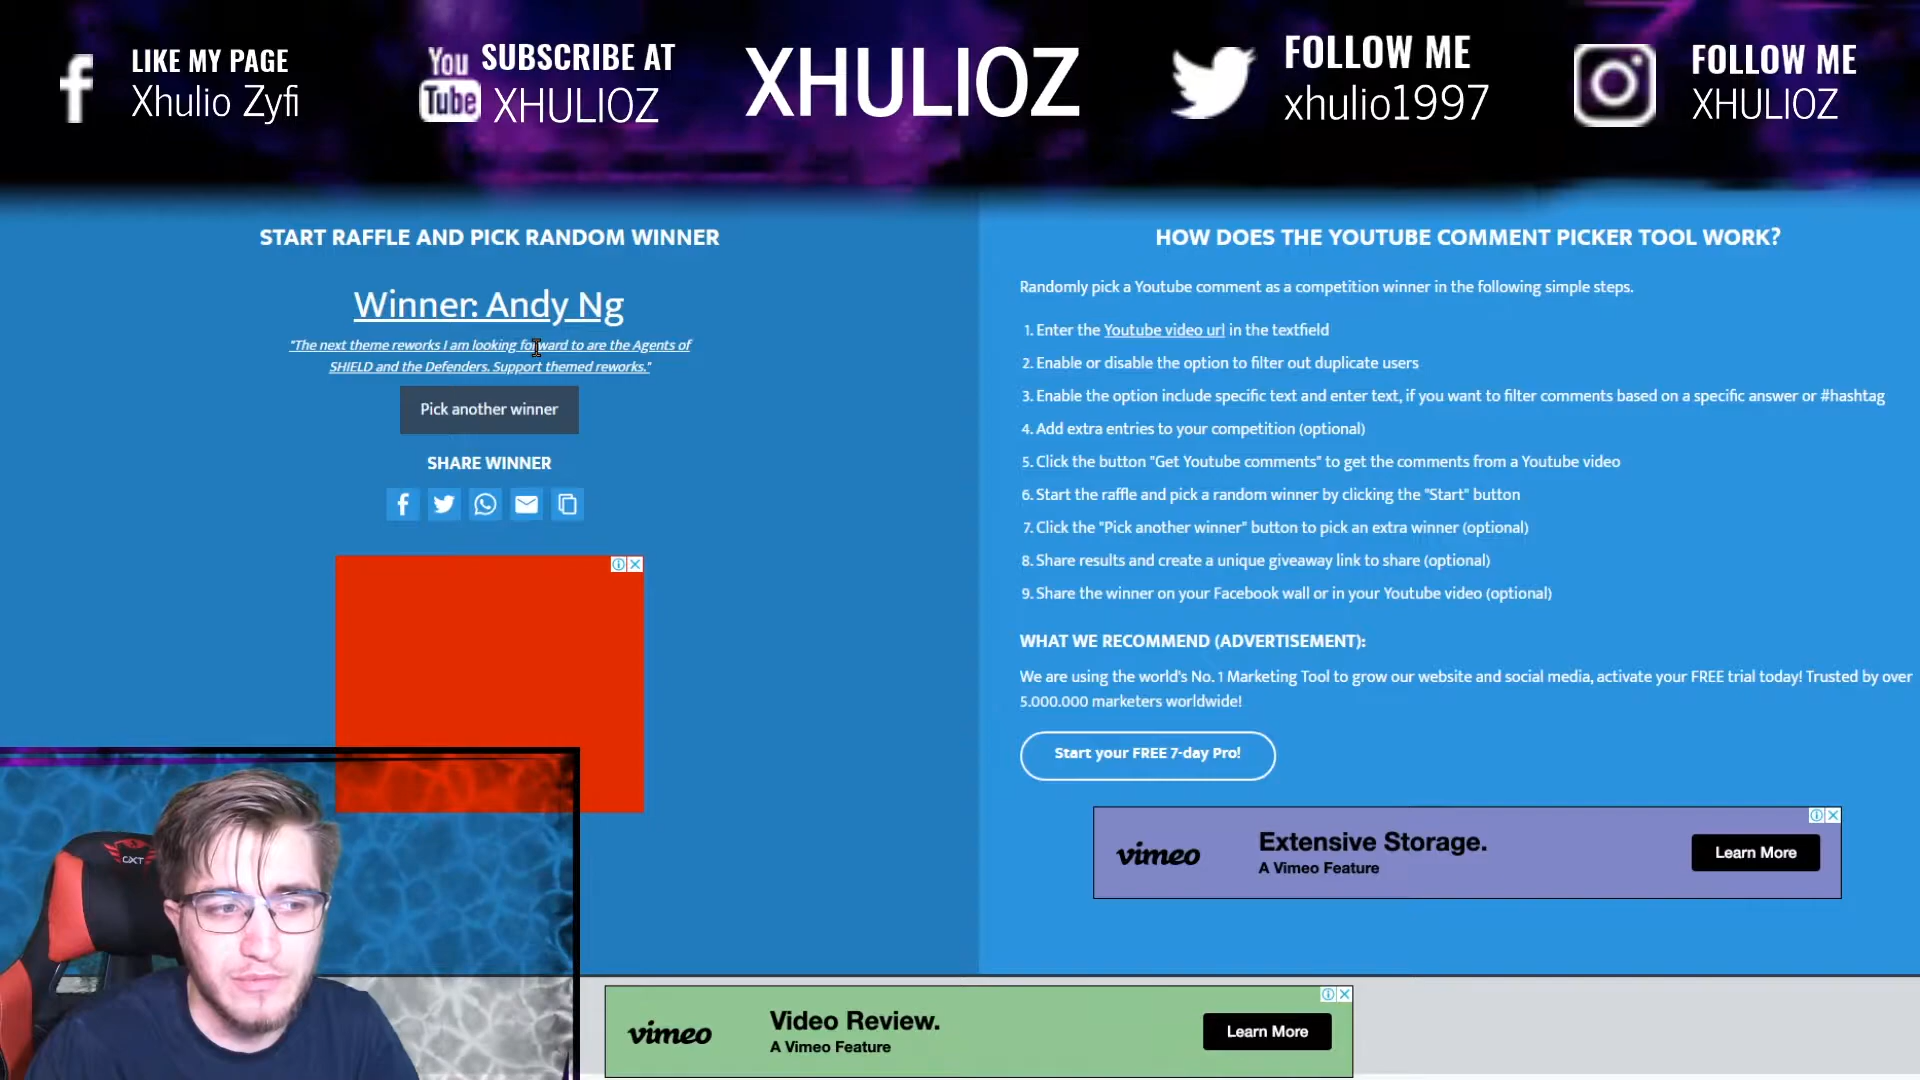 LIKE MY PAGE
Xhulio Zyfi
You
Tube
SUBSCRIBE AT
XHULIOZ
XHULIOZ
FOLLOW ME
xhulio1997
FOLLOW ME
XHULIOZ
START RAFFLE AND PICK RANDOM WINNER
Winner: Andy Ng
"The next theme reworks I am looking forward to are the Agents of
SHIELD and the Defenders. Support themed reworks."
Pick another winner
SHARE WINNER
HOW DOES THE YOUTUBE COMMENT PICKER TOOL WORK?
Randomly pick a Youtube comment as a competition winner in the following simple steps.
1. Enter the Youtube video url in the textfield
2. Enable or disable the option to filter out duplicate users
3. Enable the option include specific text and enter text, if you want to filter comments based on a specific answer or #hashtag
4. Add extra entries to your competition (optional)
5. Click the button "Get Youtube comments" to get the comments from a Youtube video
6. Start the raffle and pick a random winner by clicking the "Start" button
7. Click the "Pick another winner" button to pick an extra winner (optional)
8. Share results and create a unique giveaway link to share (optional)
9. Share the winner on your Facebook wall or in your Youtube video (optional)
WHAT WE RECOMMEND (ADVERTISEMENT):
We are using the world's No. 1 Marketing Tool to grow our website and social media, activate your FREE trial today! Trusted by over
5.000.000 marketers worldwide!
Start your FREE 7-day Pro!
vimeo
Extensive Storage.
A Vimeo Feature
Learn More
GXT
vimeo
Video Review.
A Vimeo Feature
Learn More